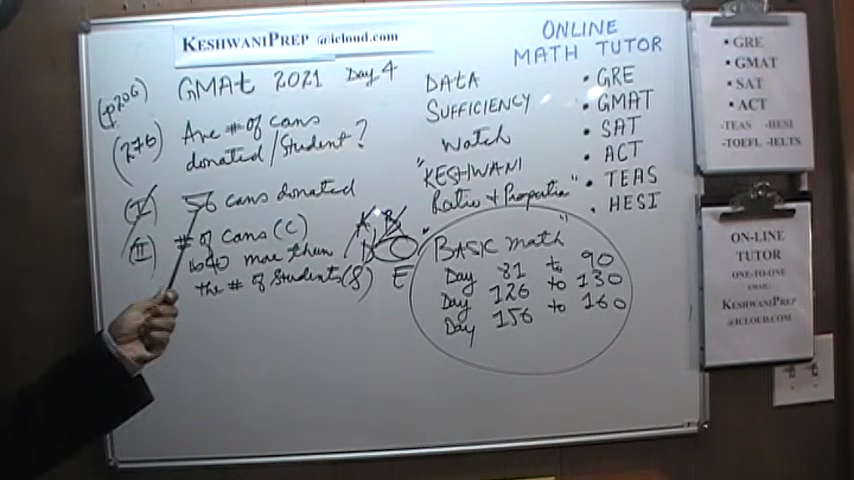 KESHWANIPREP @icloud.com
GMAt 2021 Day 4
(p206)
(276) Ave # of cans
donated/Student?
(I) 56 cans donated
(II) # of cans (C)
is 40 more than
the # of Students (S)
A B
D C
E
DATA
SUFFICIENCY
Watch
"KESHWANI
Ratio + Proportion"
"BASIC math"
Day 81 to 90
Day 126 to 130
Day 156 to 160
ONLINE
MATH TUTOR
• GRE
• GMAT
• SAT
• ACT
• TEAS
• HESI
• GRE
• GMAT
• SAT
• ACT
-TEAS -HESI
-TOEFL -IELTS
ON-LINE
TUTOR
ONE-TO-ONE
EMAIL:
KESHWANIPREP
@ICLOUD.COM